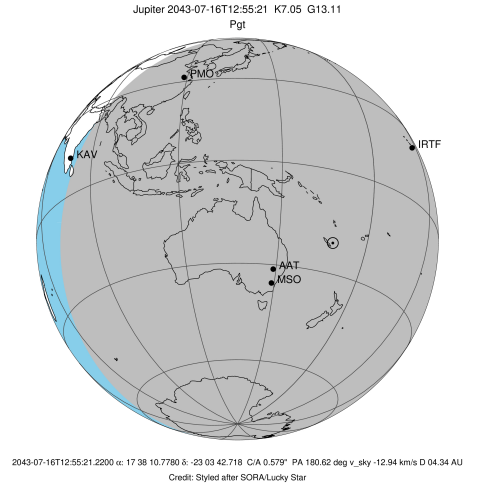 Jupiter 2043-07-16T12:55:21 K7.05 G13.11
Pgt
PMO
IRTF
KAV
AAT
MSO
2043-07-16T12:55:21.2200 α: 17 38 10.7780 δ: -23 03 42.718 C/A 0.579" PA 180.62 deg v_sky -12.94 km/s D 04.34 AU
Credit: Styled after SORA/Lucky Star